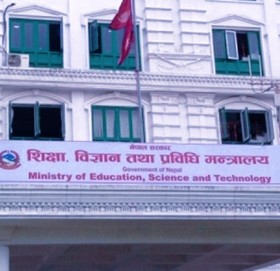 नेपाल सरकार
शिक्षा, विज्ञान तथा प्रविधि मन्त्रालय
Government of Nepal
Ministry of Education, Science and Technology